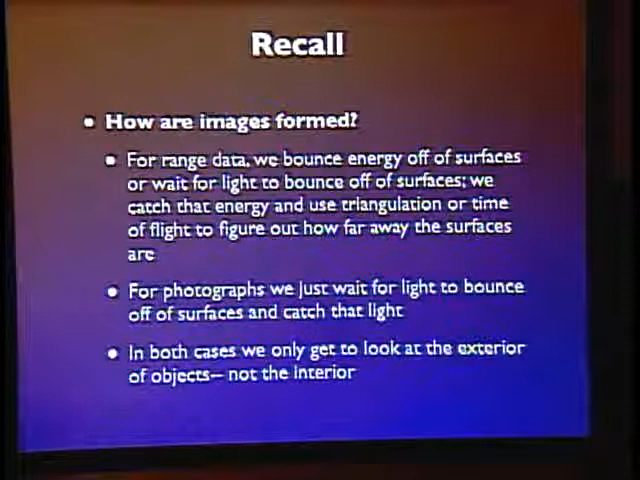 Recall
• How are images formed?
• For range data, we bounce energy off of surfaces
or wait for light to bounce off of surfaces; we
catch that energy and use triangulation or time
of flight to figure out how far away the surfaces
are
• For photographs we just wait for light to bounce
off of surfaces and catch that light
• In both cases we only get to look at the exterior
of objects— not the interior